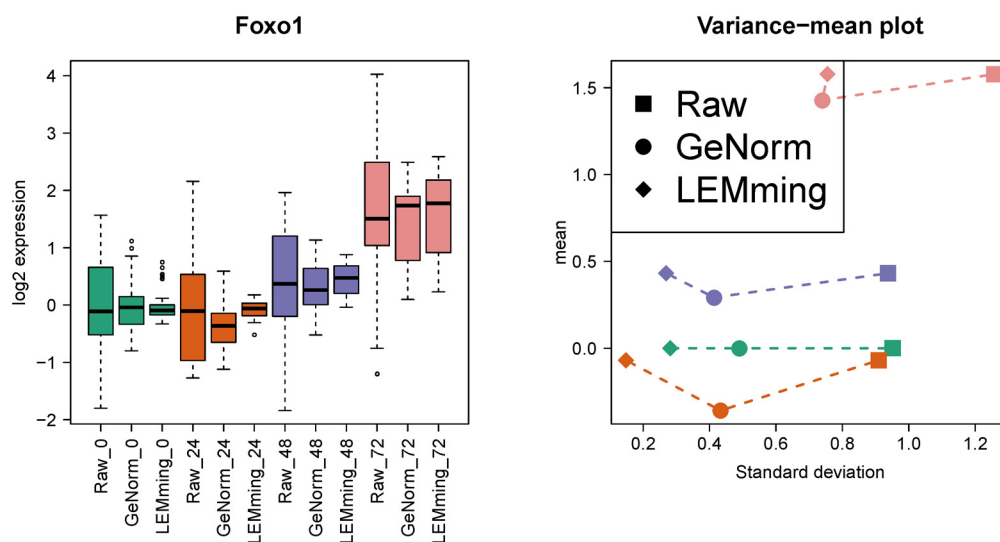 Foxo1
log2 expression
4
3
2
1
0
−1
−2
Raw_0
GeNorm_0
LEMming_0
Raw_24
GeNorm_24
LEMming_24
Raw_48
GeNorm_48
LEMming_48
Raw_72
GeNorm_72
LEMming_72
Variance−mean plot
mean
1.5
1.0
0.5
0.0
Raw
GeNorm
LEMming
0.2 0.4 0.6 0.8 1.0 1.2
Standard deviation